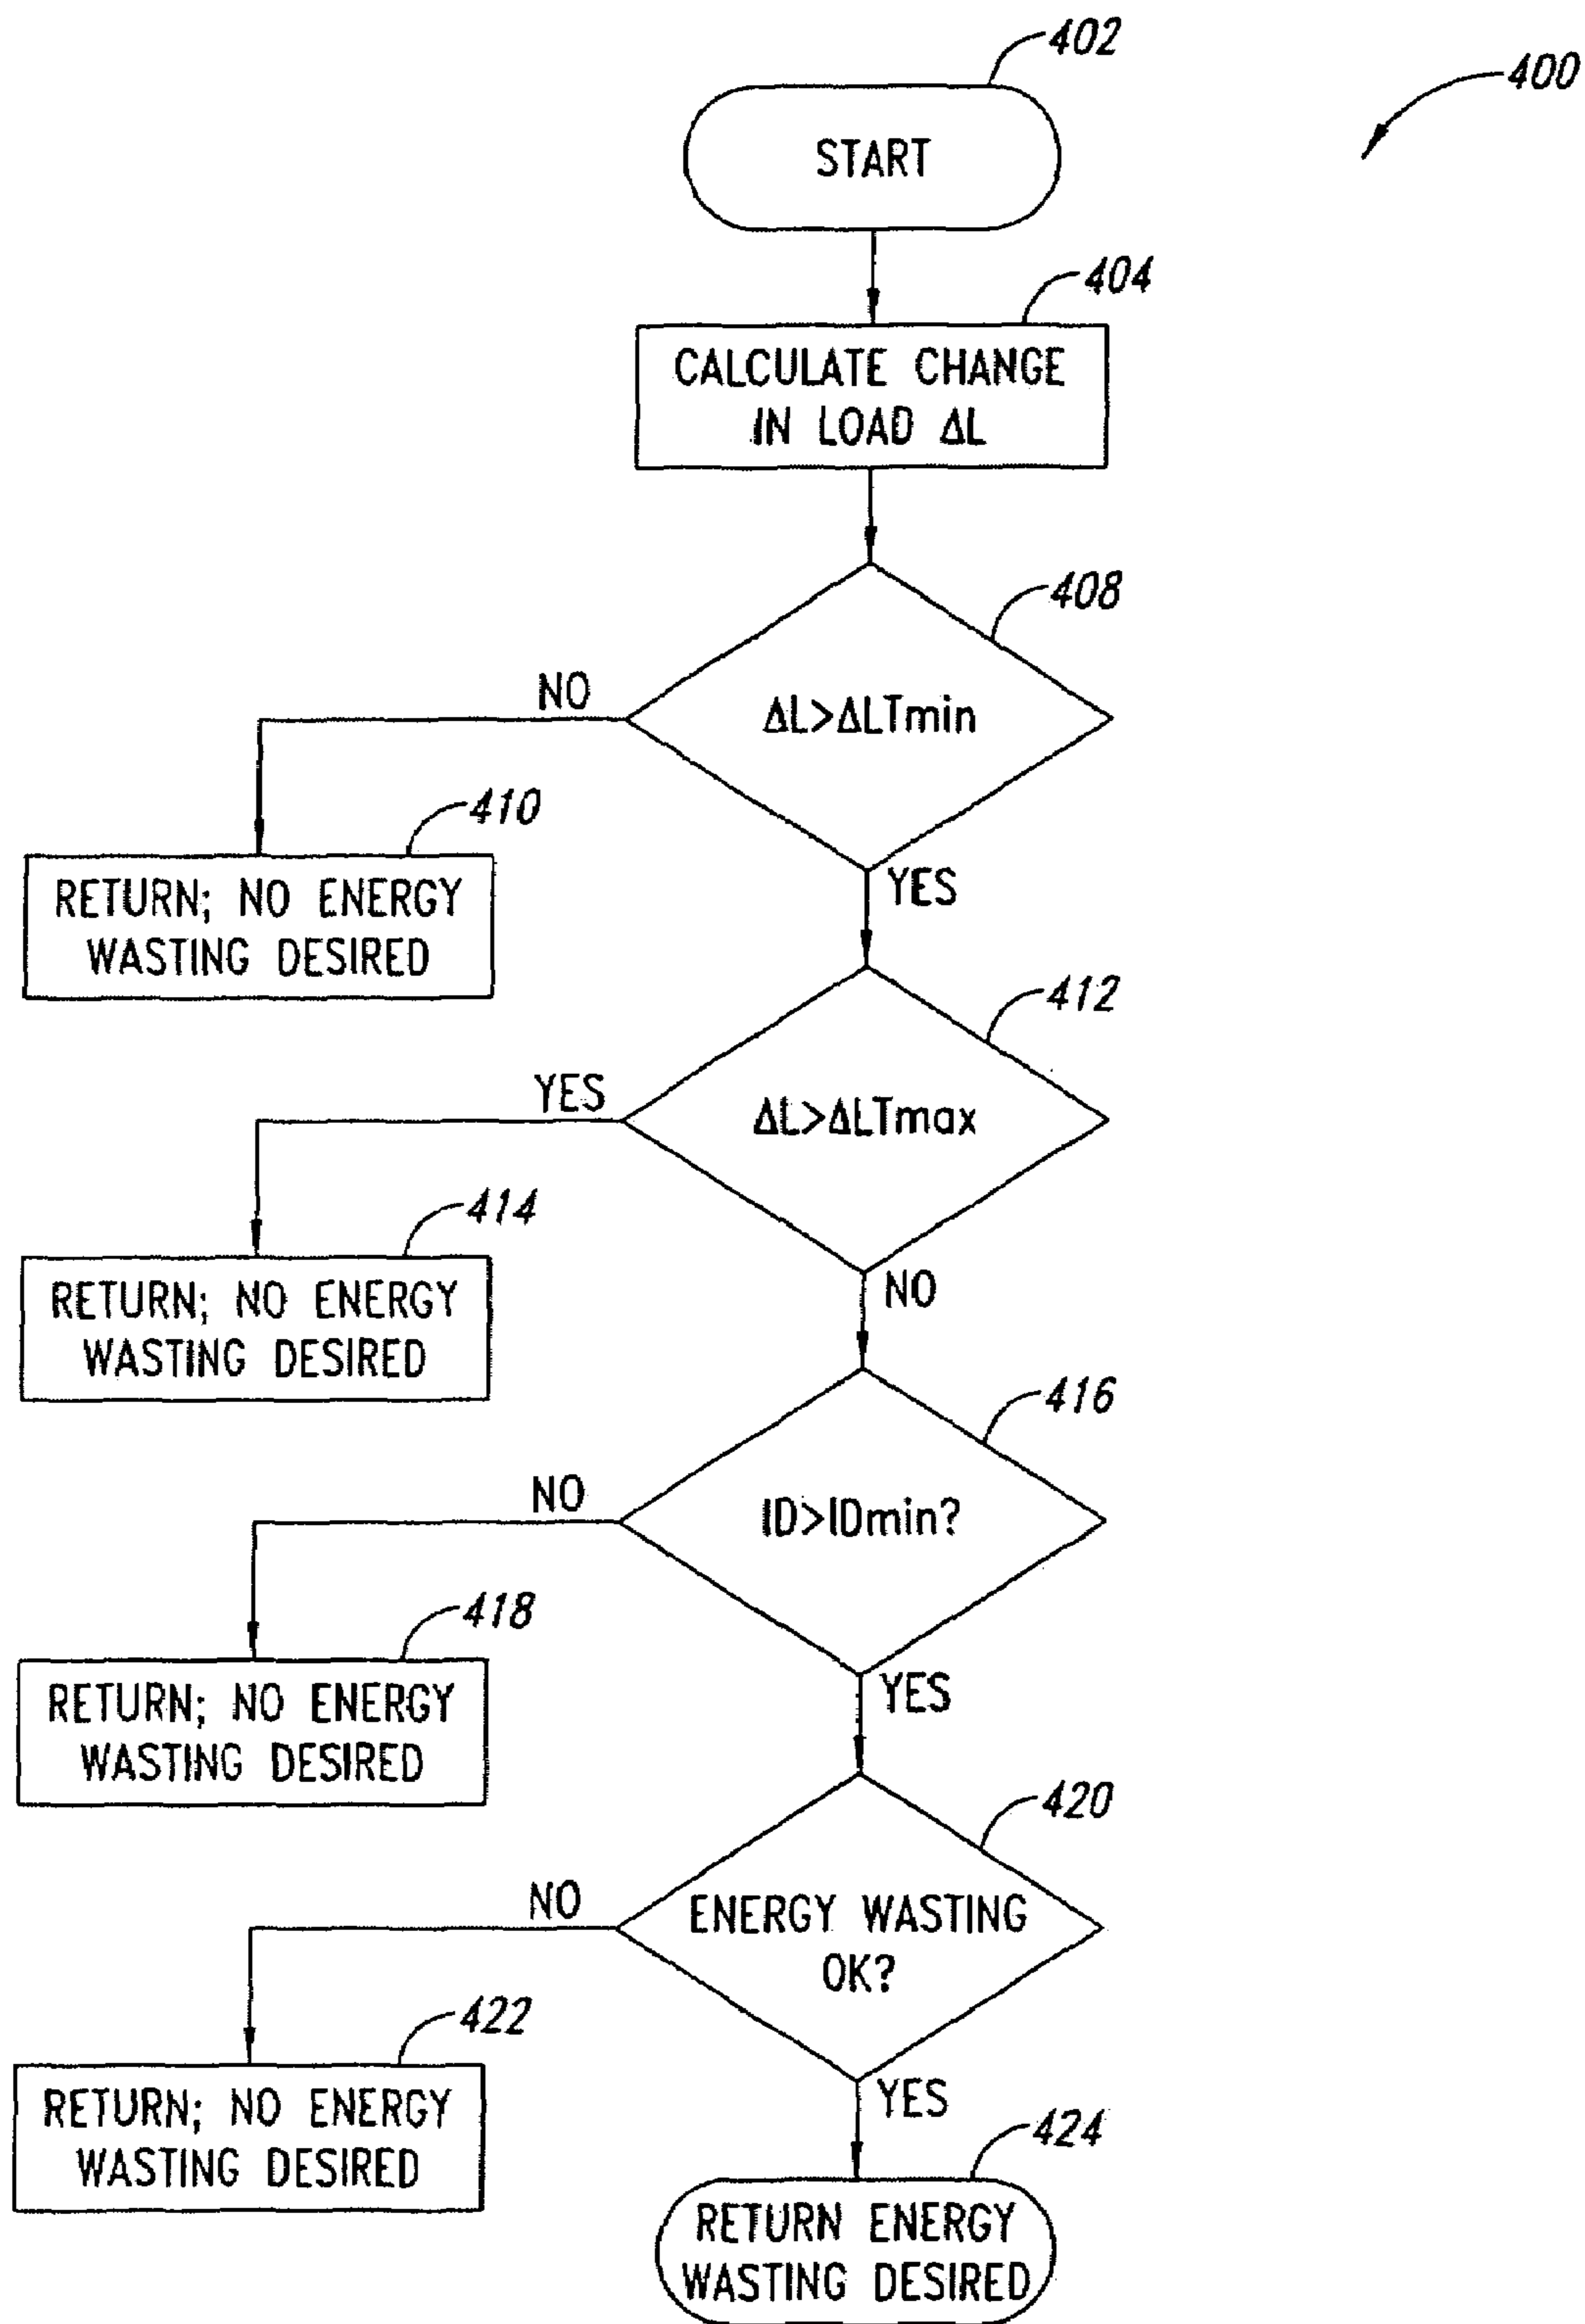 402
400
START
404
CALCULATE CHANGE
IN LOAD ΔL
408
NO
ΔL>ΔLTmin
410
YES
RETURN; NO ENERGY
WASTING DESIRED
412
YES
ΔL>ΔLTmax
414
NO
RETURN; NO ENERGY
WASTING DESIRED
416
NO
ID>IDmin?
418
YES
RETURN; NO ENERGY
WASTING DESIRED
420
NO
ENERGY WASTING
OK?
422
YES
RETURN; NO ENERGY
WASTING DESIRED
424
RETURN ENERGY
WASTING DESIRED